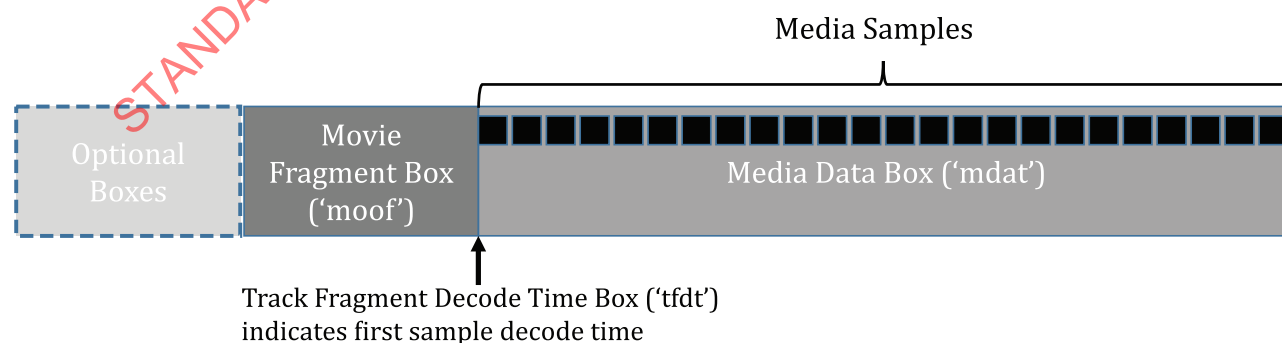 Media Samples
STANDA
Optional
Boxes
Movie
Fragment Box
(‘moof’)
Media Data Box (‘mdat’)
Track Fragment Decode Time Box (‘tfdt’)
indicates first sample decode time